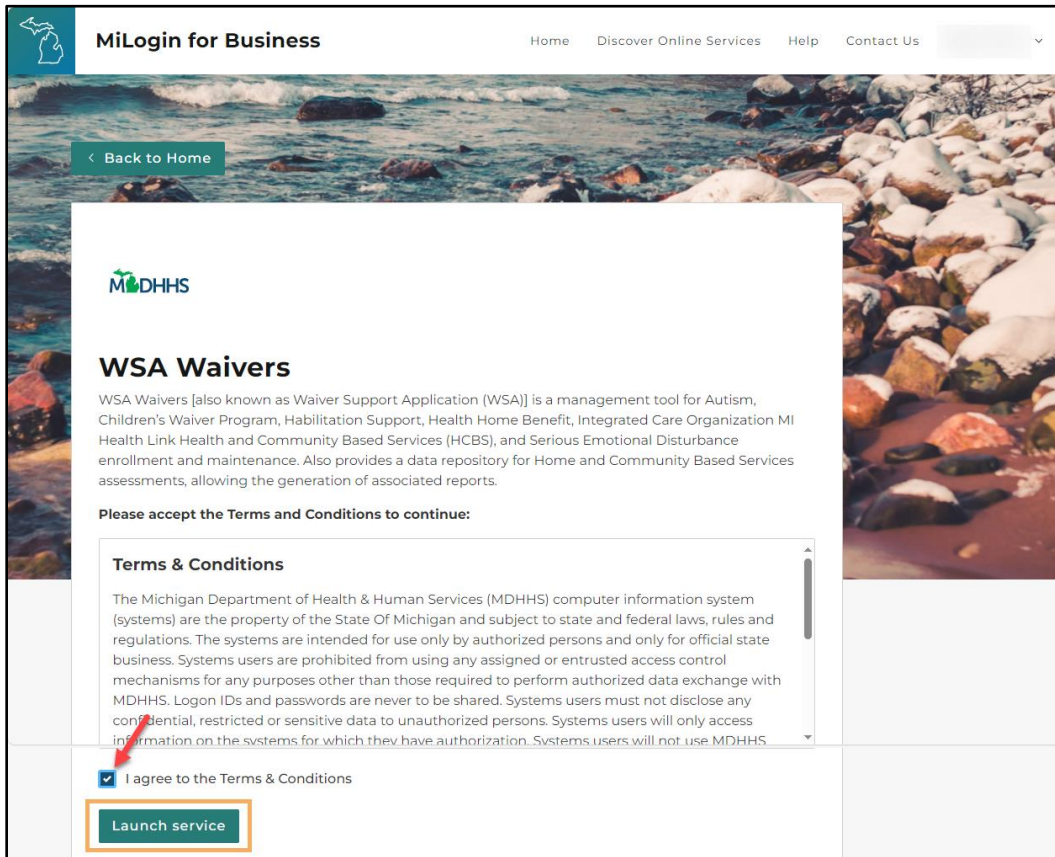 MiLogin for Business
Home Discover Online Services Help Contact Us
< Back to Home
MDHHS
WSA Waivers
WSA Waivers [also known as Waiver Support Application (WSA)] is a management tool for Autism,
Children's Waiver Program, Habilitation Support, Health Home Benefit, Integrated Care Organization MI
Health Link Health and Community Based Services (HCBS), and Serious Emotional Disturbance
enrollment and maintenance. Also provides a data repository for Home and Community Based Services
assessments, allowing the generation of associated reports.
Please accept the Terms and Conditions to continue:
Terms & Conditions
The Michigan Department of Health & Human Services (MDHHS) computer information system
(systems) are the property of the State Of Michigan and subject to state and federal laws, rules and
regulations. The systems are intended for use only by authorized persons and only for official state
business. Systems users are prohibited from using any assigned or entrusted access control
mechanisms for any purposes other than those required to perform authorized data exchange with
MDHHS. Logon IDs and passwords are never to be shared. Systems users must not disclose any
confidential, restricted or sensitive data to unauthorized persons. Systems users will only access
information on the systems for which they have authorization. Systems users will not use MDHHS
I agree to the Terms & Conditions
Launch service